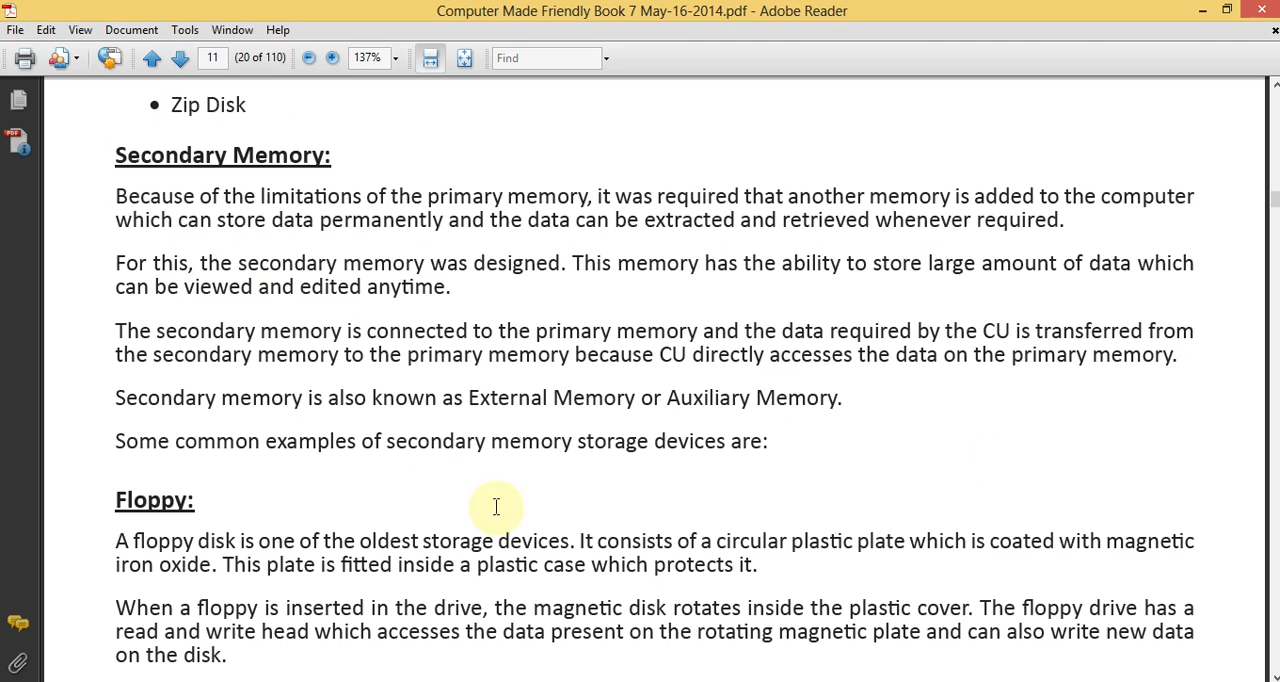 Computer Made Friendly Book 7 May-16-2014.pdf - Adobe Reader
File Edit View Document Tools Window Help
11 (20 of 110) 137% Find
• Zip Disk
Secondary Memory:
Because of the limitations of the primary memory, it was required that another memory is added to the computer
which can store data permanently and the data can be extracted and retrieved whenever required.
For this, the secondary memory was designed. This memory has the ability to store large amount of data which
can be viewed and edited anytime.
The secondary memory is connected to the primary memory and the data required by the CU is transferred from
the secondary memory to the primary memory because CU directly accesses the data on the primary memory.
Secondary memory is also known as External Memory or Auxiliary Memory.
Some common examples of secondary memory storage devices are:
Floppy:
A floppy disk is one of the oldest storage devices. It consists of a circular plastic plate which is coated with magnetic
iron oxide. This plate is fitted inside a plastic case which protects it.
When a floppy is inserted in the drive, the magnetic disk rotates inside the plastic cover. The floppy drive has a
read and write head which accesses the data present on the rotating magnetic plate and can also write new data
on the disk.